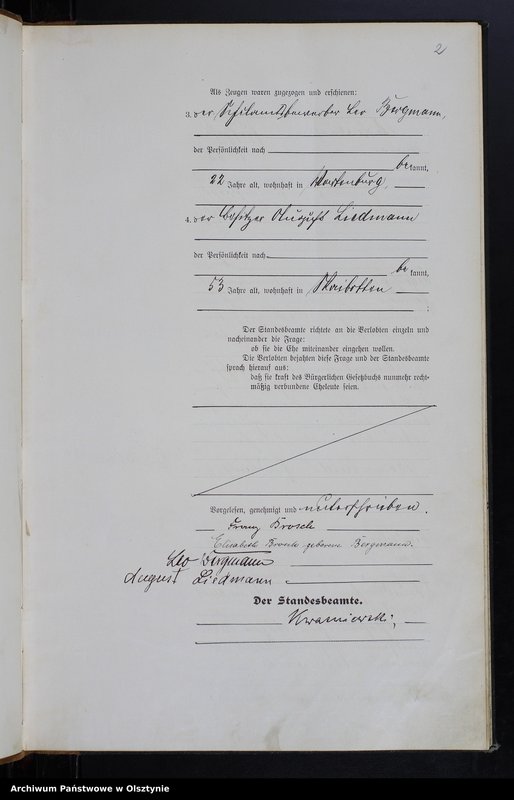 2
Als Zeugen waren zugezogen und erschienen:
3. der Schulamtsbewerber Leo Bergmann,
der Persönlichkeit nach
bekannt,
22 Jahre alt, wohnhaft in Wartenburg,
4. der Besitzer August Liedmann
der Persönlichkeit nach
bekannt,
53 Jahre alt, wohnhaft in Skaibotten
Der Standesbeamte richtete an die Verlobten einzeln und
nacheinander die Frage:
ob sie die Ehe miteinander eingehen wollen.
Die Verlobten bejahten diese Frage und der Standesbeamte
sprach hierauf aus:
daß sie kraft des Bürgerlichen Gesetzbuchs nunmehr recht-
mäßig verbundene Eheleute seien.
Vorgelesen, genehmigt und unterschrieben.
Franz Brosch
Elisabeth Brosch geborene Bergmann.
Leo Bergmann
August Liedmann
Der Standesbeamte.
Archiwum Państwowe w Olsztynie